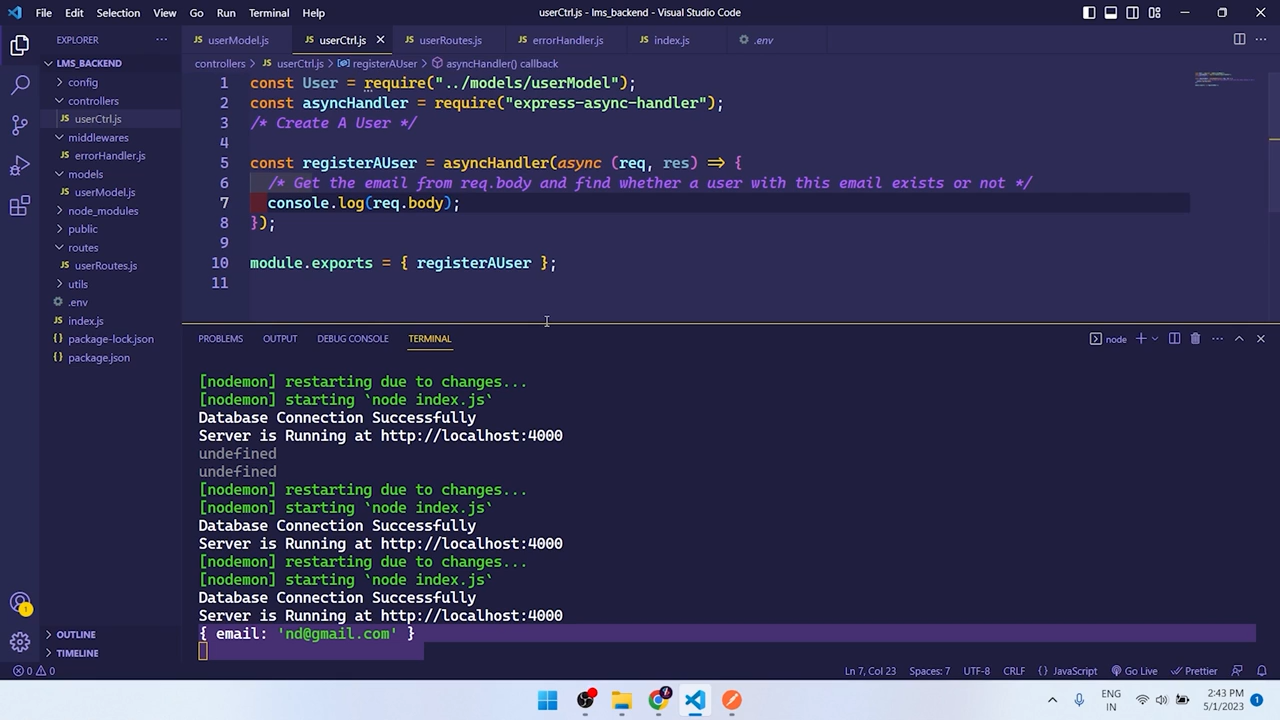 File Edit Selection View Go Run Terminal Help
userCtrl.js - lms_backend - Visual Studio Code
EXPLORER
userModel.js
userCtrl.js
userRoutes.js
errorHandler.js
index.js
.env
LMS_BACKEND
config
controllers
userCtrl.js
middlewares
errorHandler.js
models
userModel.js
node_modules
public
routes
userRoutes.js
utils
.env
index.js
package-lock.json
package.json
OUTLINE
TIMELINE
controllers > userCtrl.js > registerAUser > asyncHandler() callback
1 const User = require("../models/userModel");
2 const asyncHandler = require("express-async-handler");
3 /* Create A User */
4
5 const registerAUser = asyncHandler(async (req, res) => {
6 /* Get the email from req.body and find whether a user with this email exists or not */
7 console.log(req.body);
8 });
9
10 module.exports = { registerAUser };
11
PROBLEMS OUTPUT DEBUG CONSOLE TERMINAL
node
[nodemon] restarting due to changes...
[nodemon] starting `node index.js`
Database Connection Successfully
Server is Running at http://localhost:4000
undefined
undefined
[nodemon] restarting due to changes...
[nodemon] starting `node index.js`
Database Connection Successfully
Server is Running at http://localhost:4000
[nodemon] restarting due to changes...
[nodemon] starting `node index.js`
Database Connection Successfully
Server is Running at http://localhost:4000
{ email: 'nd@gmail.com' }
0 0
Ln 7, Col 23 Spaces: 7 UTF-8 CRLF { } JavaScript Go Live Prettier
ENG
IN
2:43 PM
5/1/2023
1
1